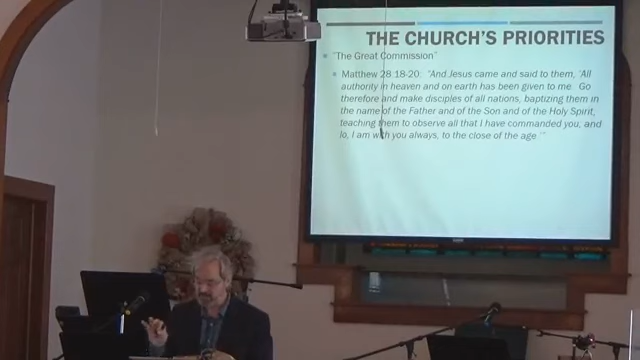 THE CHURCH'S PRIORITIES
"The Great Commission"
Matthew 28:18-20. "And Jesus came and said to them, 'All
authority in heaven and on earth has been given to me. Go
therefore and make disciples of all nations, baptizing them in
the name of the Father and of the Son and of the Holy Spirit,
teaching them to observe all that I have commanded you; and
lo, I am with you always, to the close of the age.'"